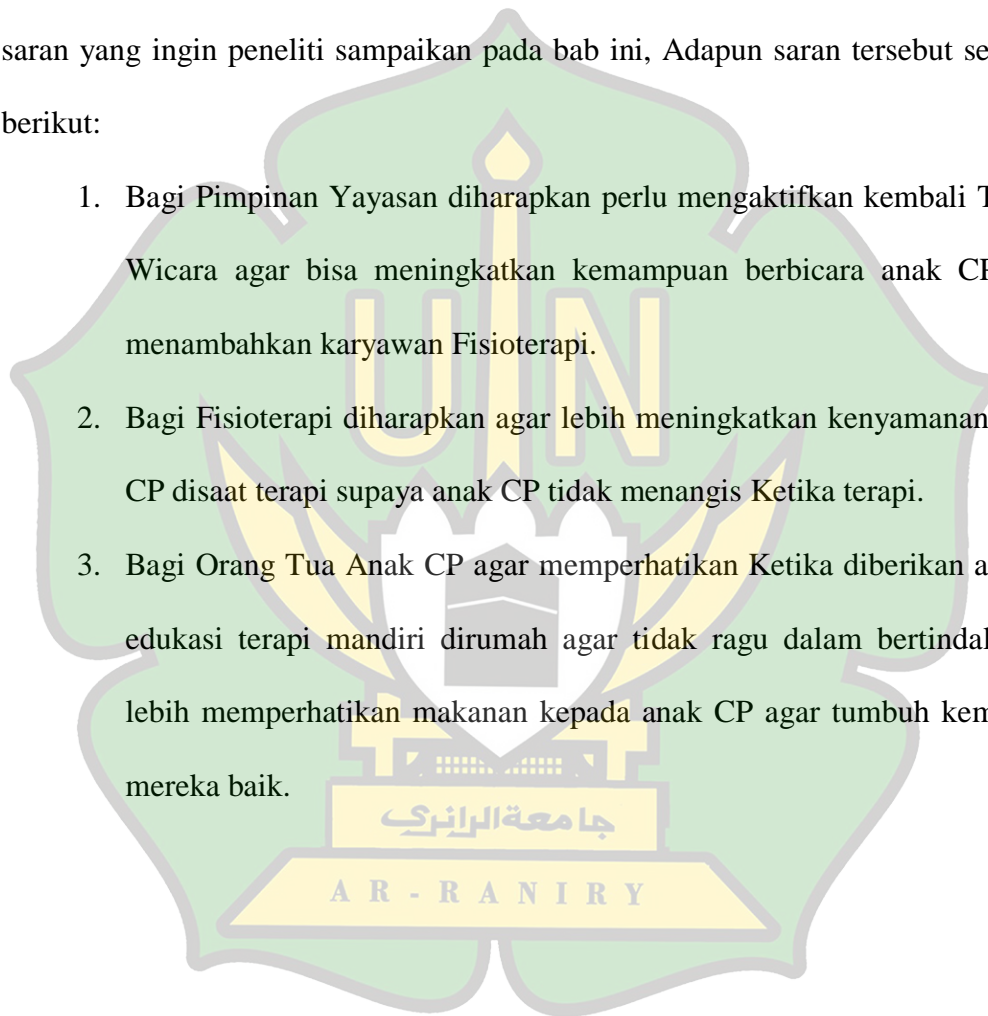 saran yang ingin peneliti sampaikan pada bab ini, Adapun saran tersebut se
berikut:
1. Bagi Pimpinan Yayasan diharapkan perlu mengaktifkan kembali T
Wicara agar bisa meningkatkan kemampuan berbicara anak CP
menambahkan karyawan Fisioterapi.
2. Bagi Fisioterapi diharapkan agar lebih meningkatkan kenyamanan
CP disaat terapi supaya anak CP tidak menangis Ketika terapi.
3. Bagi Orang Tua Anak CP agar memperhatikan Ketika diberikan a
edukasi terapi mandiri dirumah agar tidak ragu dalam bertindak
lebih memperhatikan makanan kepada anak CP agar tumbuh kem
mereka baik.
UIN
جامعة الرانري
AR-RANIRY